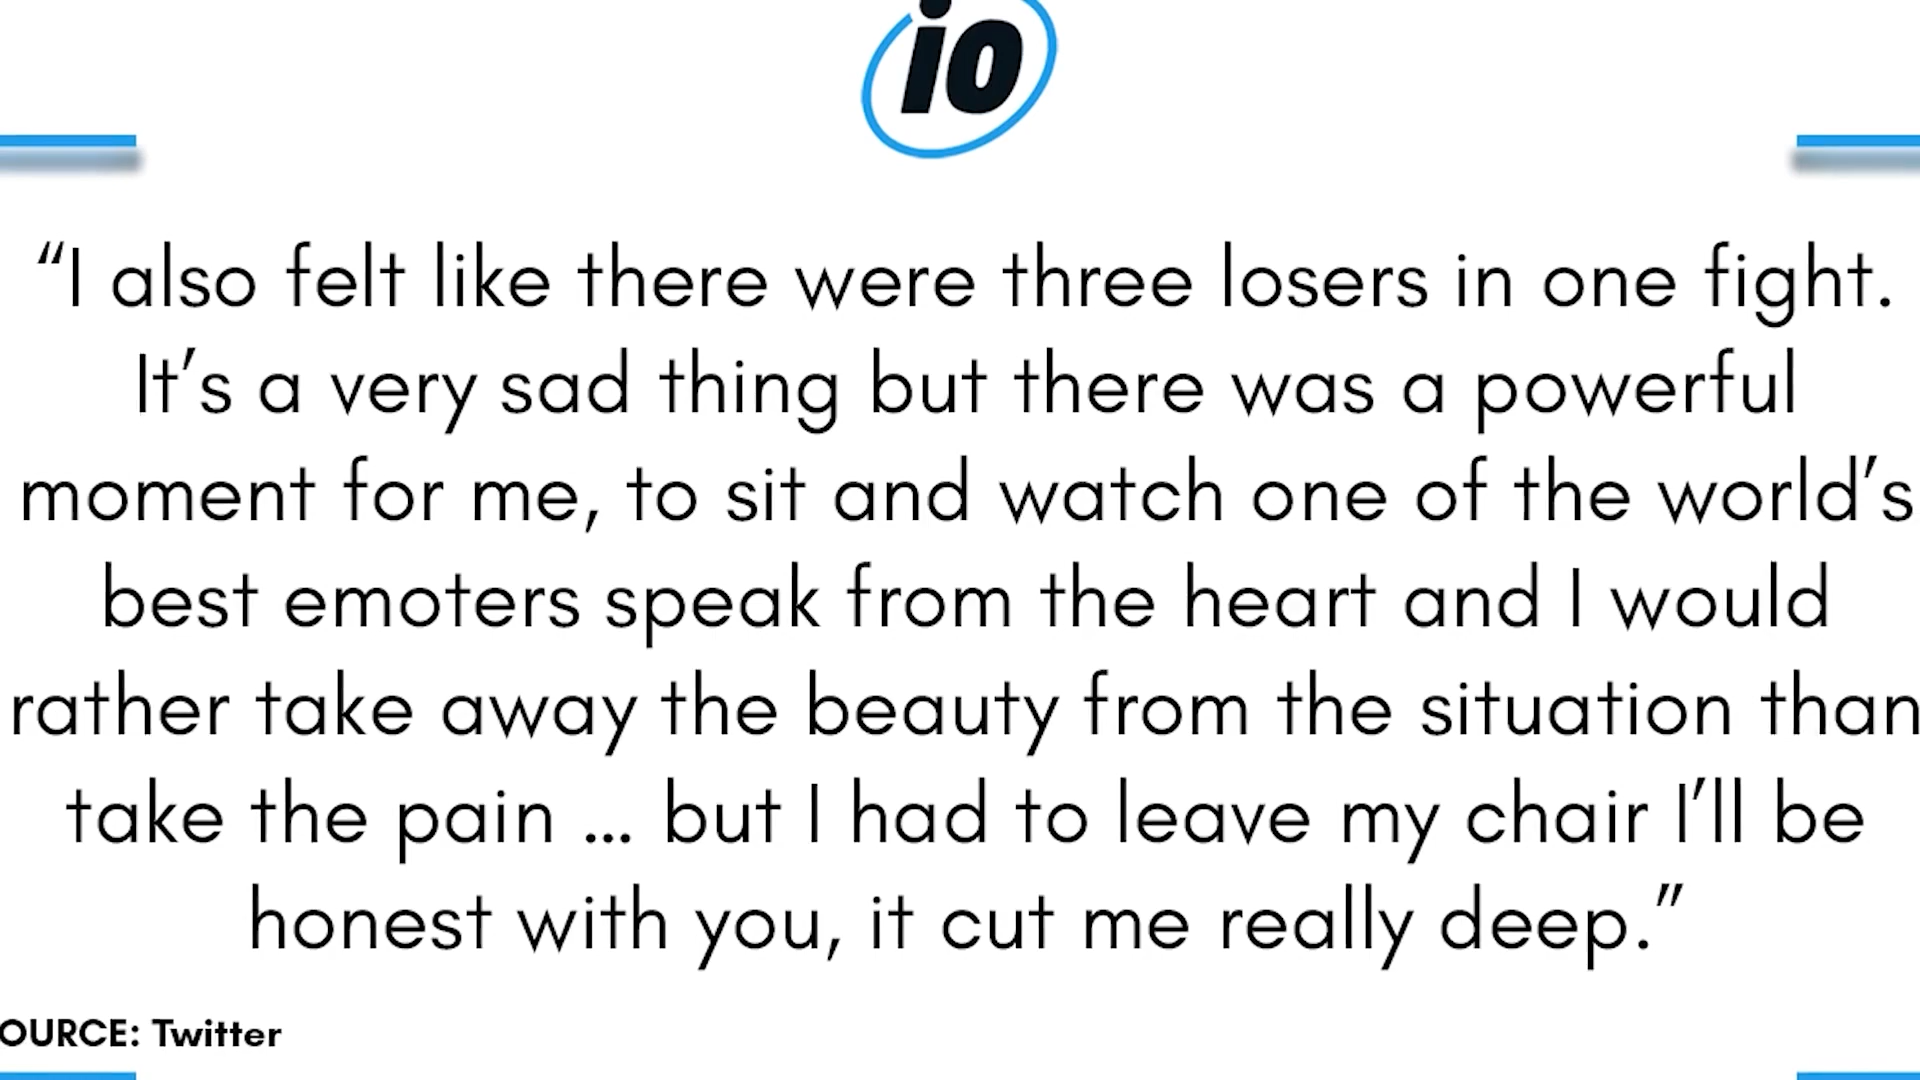 io
“I also felt like there were three losers in one fight.
It’s a very sad thing but there was a powerful
moment for me, to sit and watch one of the world’s
best emoters speak from the heart and I would
rather take away the beauty from the situation than
take the pain ... but I had to leave my chair I’ll be
honest with you, it cut me really deep.”
OURCE: Twitter